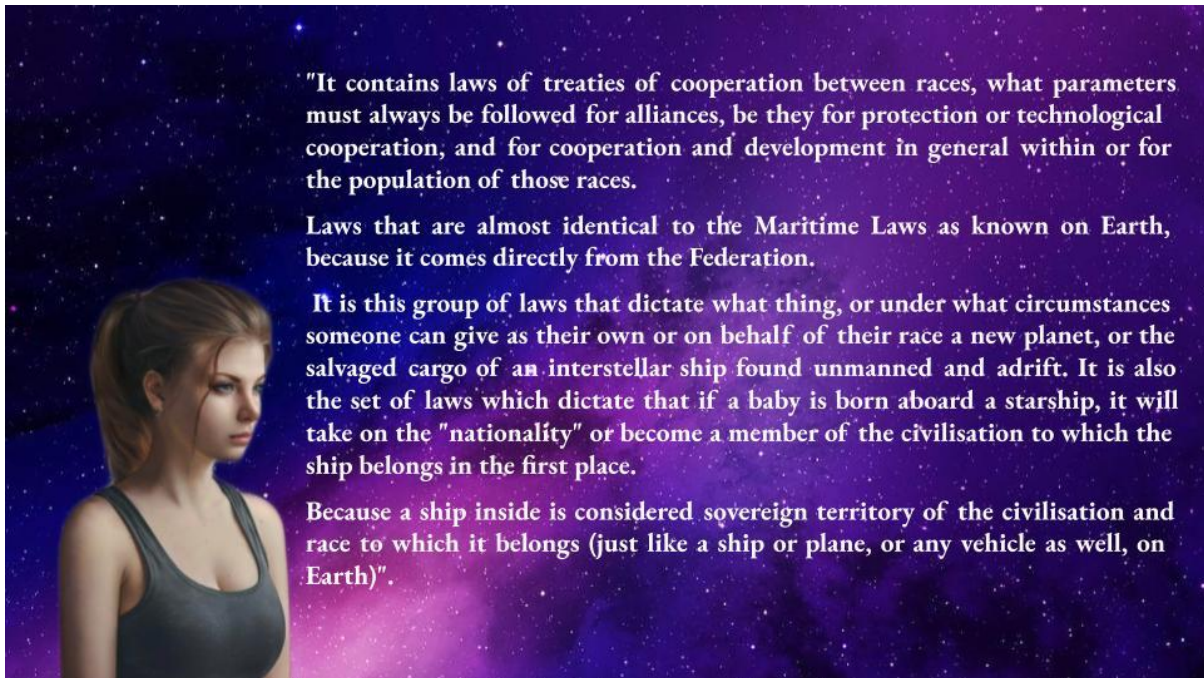 "It contains laws of treaties of cooperation between races, what parameters
must always be followed for alliances, be they for protection or technological
cooperation, and for cooperation and development in general within or for
the population of those races.
Laws that are almost identical to the Maritime Laws as known on Earth,
because it comes directly from the Federation.
It is this group of laws that dictate what thing, or under what circumstances
someone can give as their own or on behalf of their race a new planet, or the
salvaged cargo of an interstellar ship found unmanned and adrift. It is also
the set of laws which dictate that if a baby is born aboard a starship, it will
take on the "nationality" or become a member of the civilisation to which the
ship belongs in the first place.
Because a ship inside is considered sovereign territory of the civilisation and
race to which it belongs (just like a ship or plane, or any vehicle as well, on
Earth)".